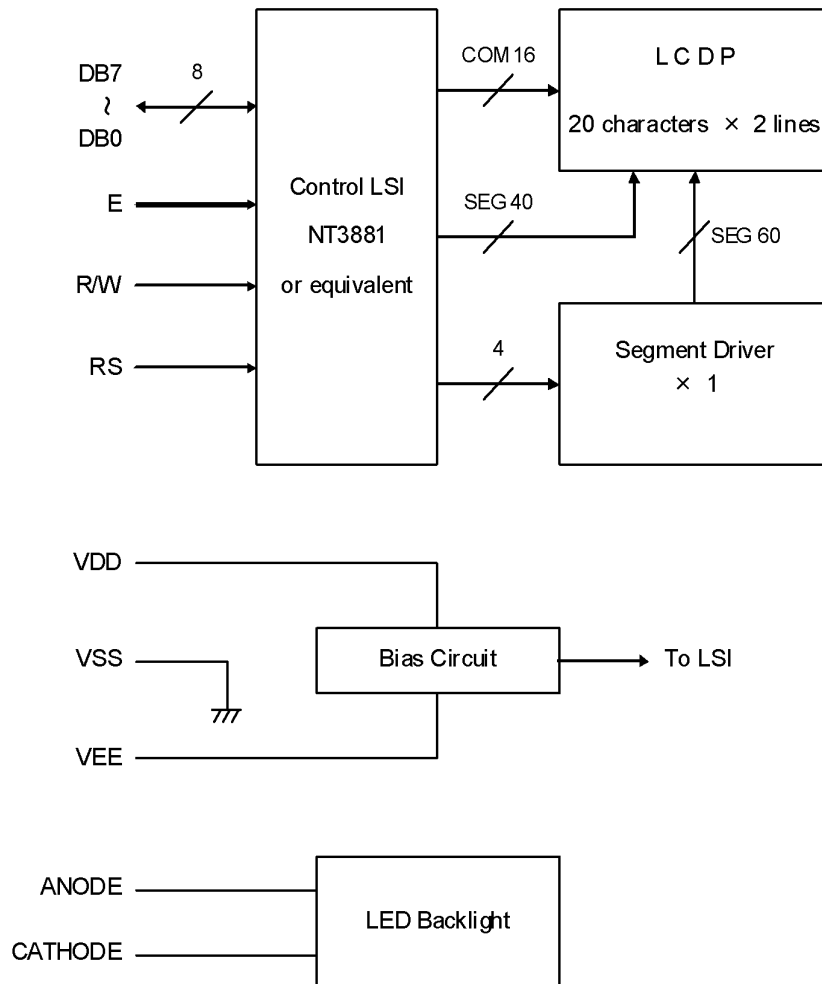 DB7
~
DB0
8
E
R/W
RS
Control LSI
NT3881
or equivalent
COM 16
SEG 40
4
L C D P
20 characters × 2 lines
SEG 60
Segment Driver
× 1
VDD
VSS
VEE
Bias Circuit
To LSI
ANODE
CATHODE
LED Backlight